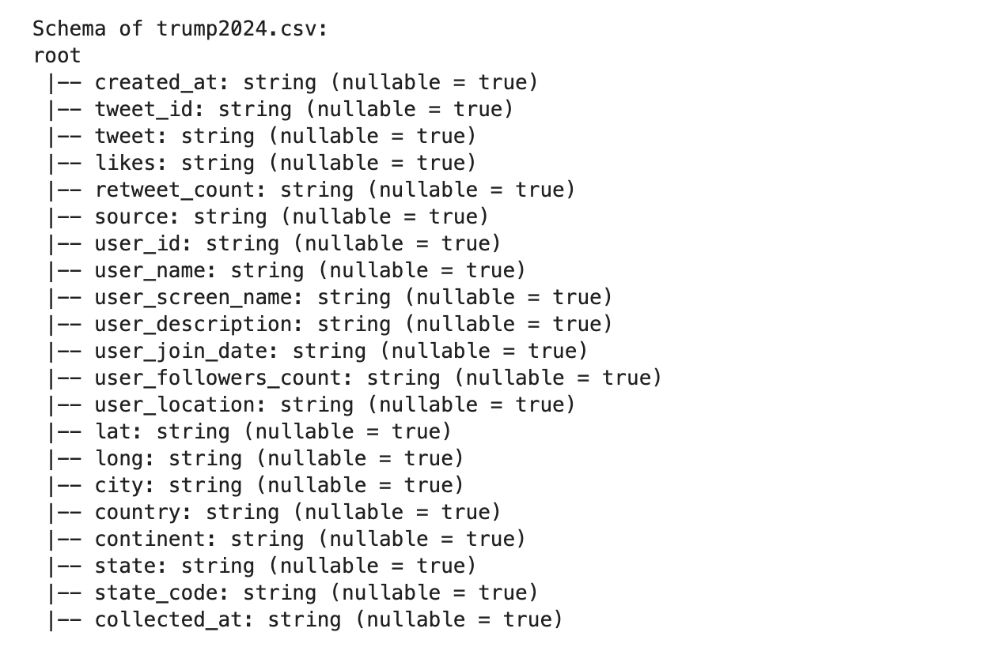 Schema of trump2024.csv:
root
 |-- created_at: string (nullable = true)
 |-- tweet_id: string (nullable = true)
 |-- tweet: string (nullable = true)
 |-- likes: string (nullable = true)
 |-- retweet_count: string (nullable = true)
 |-- source: string (nullable = true)
 |-- user_id: string (nullable = true)
 |-- user_name: string (nullable = true)
 |-- user_screen_name: string (nullable = true)
 |-- user_description: string (nullable = true)
 |-- user_join_date: string (nullable = true)
 |-- user_followers_count: string (nullable = true)
 |-- user_location: string (nullable = true)
 |-- lat: string (nullable = true)
 |-- long: string (nullable = true)
 |-- city: string (nullable = true)
 |-- country: string (nullable = true)
 |-- continent: string (nullable = true)
 |-- state: string (nullable = true)
 |-- state_code: string (nullable = true)
 |-- collected_at: string (nullable = true)